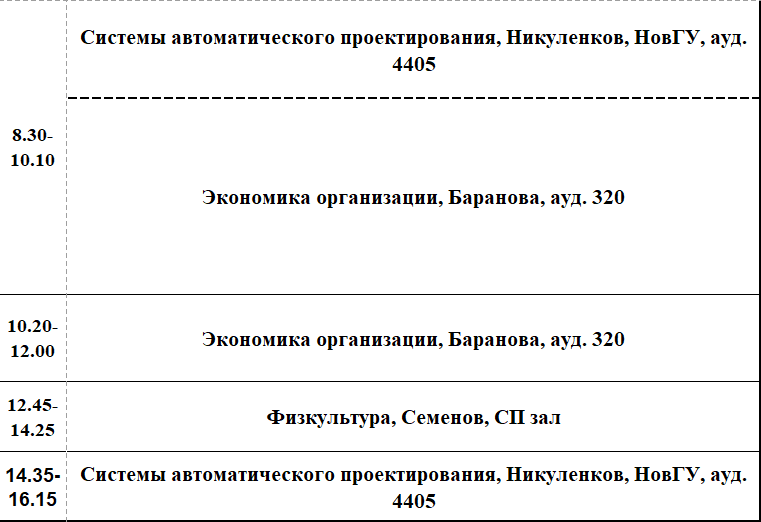 Системы автоматического проектирования, Никуленков, НовГУ, ауд.
4405
8.30-
10.10
Экономика организации, Баранова, ауд. 320
10.20-
12.00
Экономика организации, Баранова, ауд. 320
12.45-
14.25
Физкультура, Семенов, СП зал
14.35-
16.15
Системы автоматического проектирования, Никуленков, НовГУ, ауд.
4405